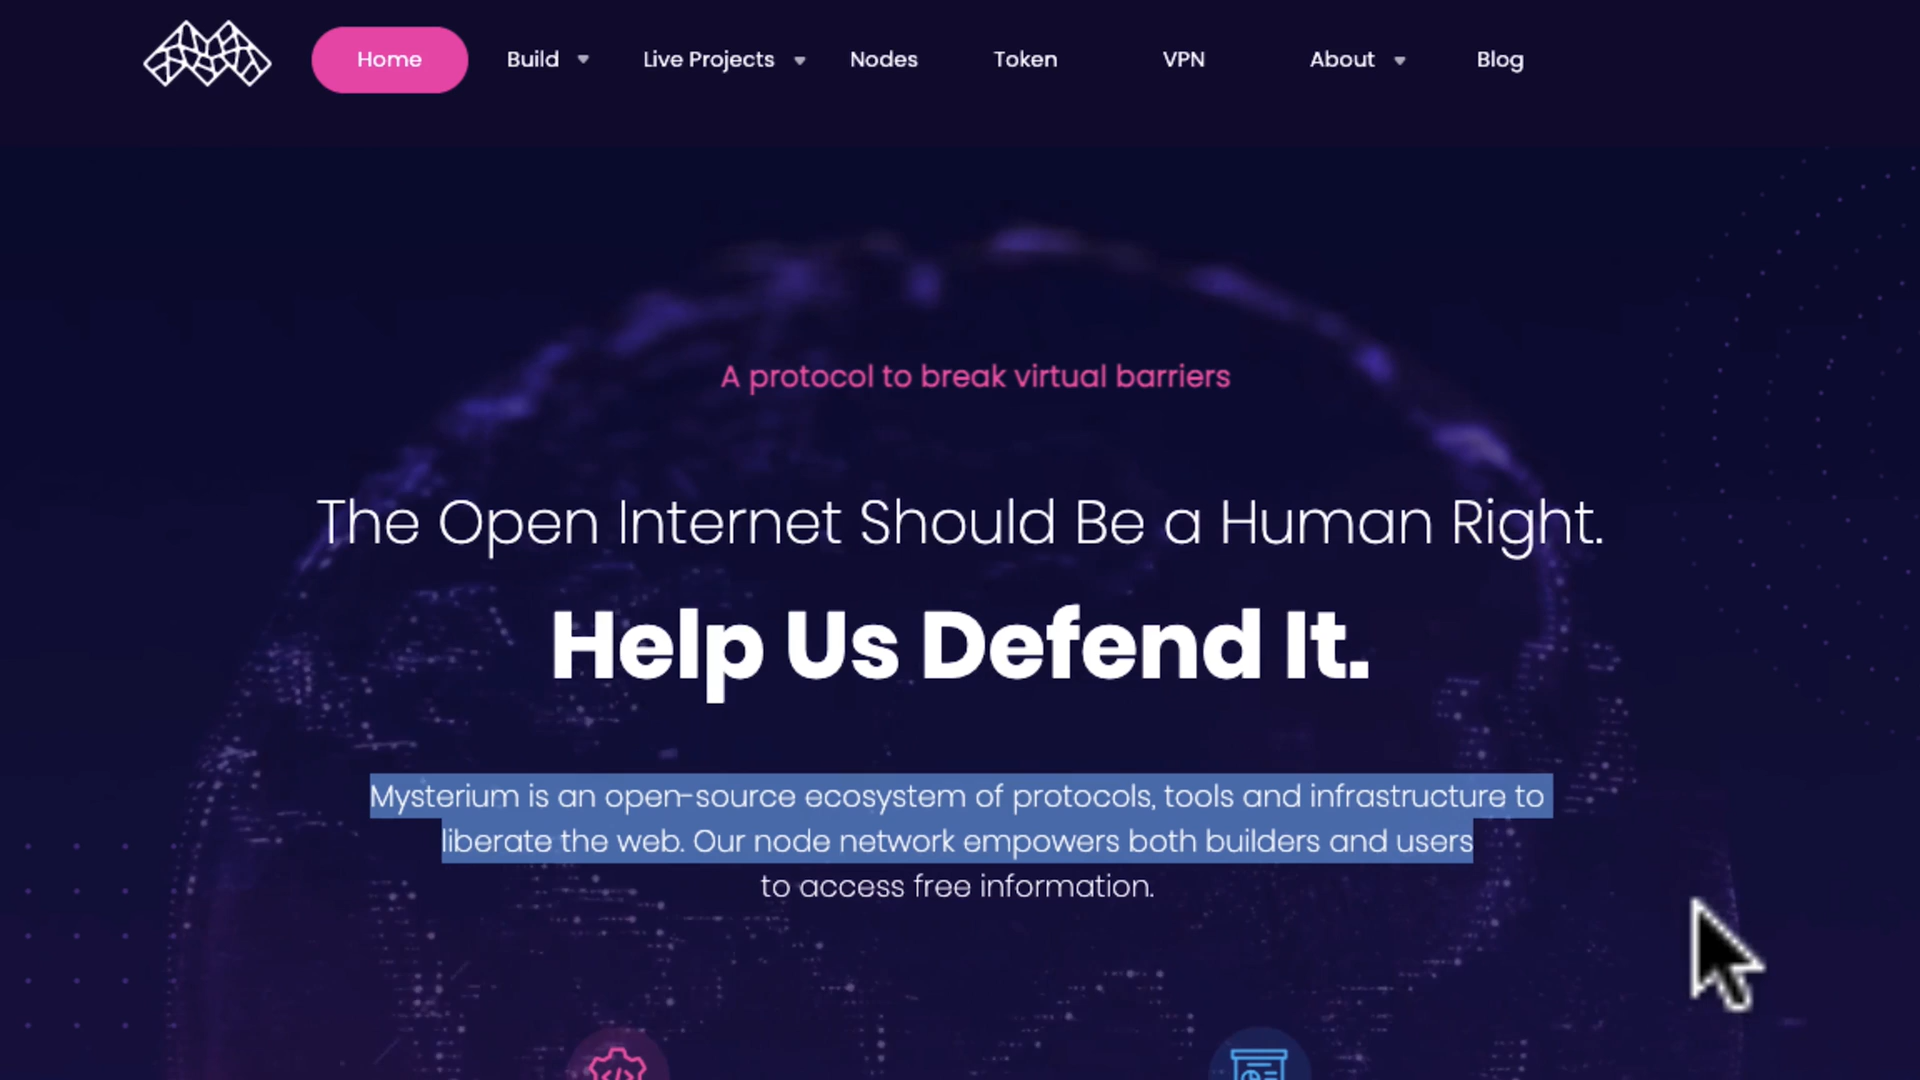 Home Build Live Projects Nodes Token VPN About Blog
A protocol to break virtual barriers
The Open Internet Should Be a Human Right.
Help Us Defend It.
Mysterium is an open-source ecosystem of protocols, tools and infrastructure to
liberate the web. Our node network empowers both builders and users
to access free information.